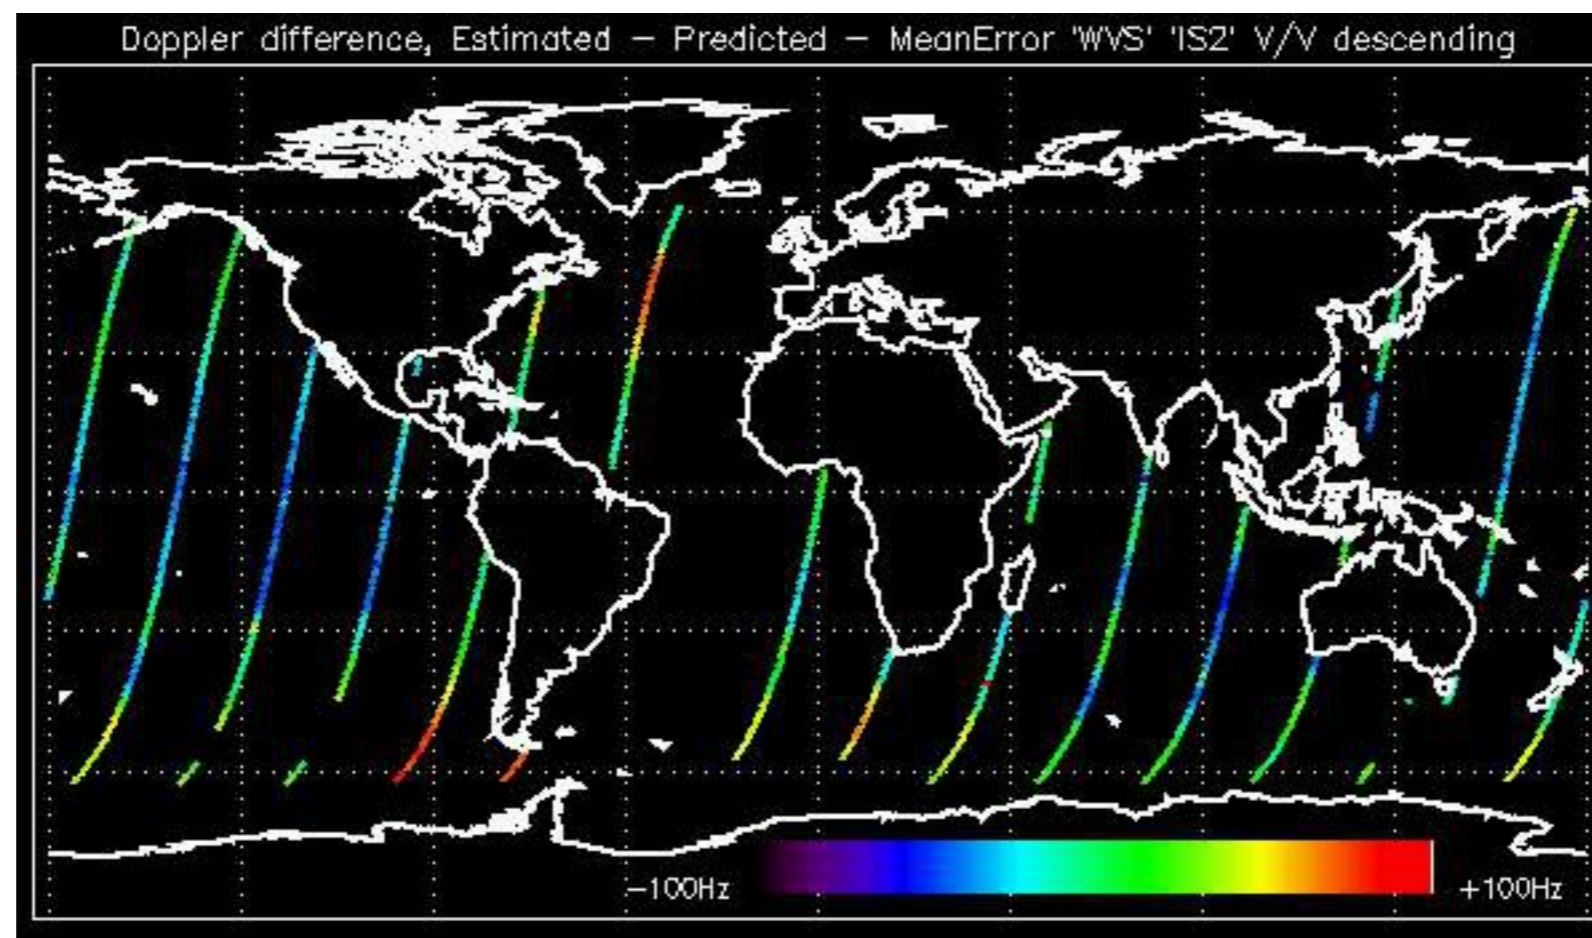 Doppler difference, Estimated – Predicted – MeanError 'WVS' 'IS2' V/V descending
–100Hz +100Hz